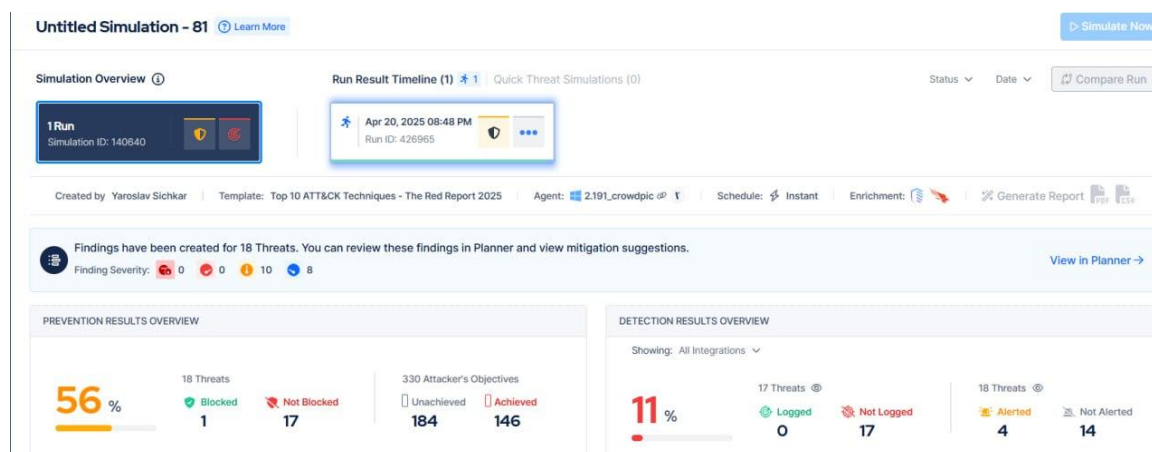 Untitled Simulation - 81 Learn More
Simulate Now
Simulation Overview
Run Result Timeline (1) 1 Quick Threat Simulations (0)
Status Date Compare Run
1 Run
Simulation ID: 140640
Apr 20, 2025 08:48 PM
Run ID: 426965
Created by Yaroslav Sichkar Template: Top 10 ATT&CK Techniques - The Red Report 2025 Agent: 2.191_crowdpic Schedule: Instant Enrichment: Generate Report PDF CSV
Findings have been created for 18 Threats. You can review these findings in Planner and view mitigation suggestions.
Finding Severity: 0 0 10 8
View in Planner →
PREVENTION RESULTS OVERVIEW
56 %
18 Threats
Blocked Not Blocked
1 17
330 Attacker's Objectives
Unachieved Achieved
184 146
DETECTION RESULTS OVERVIEW
Showing: All Integrations
11 %
17 Threats
Logged Not Logged
0 17
18 Threats
Alerted Not Alerted
4 14